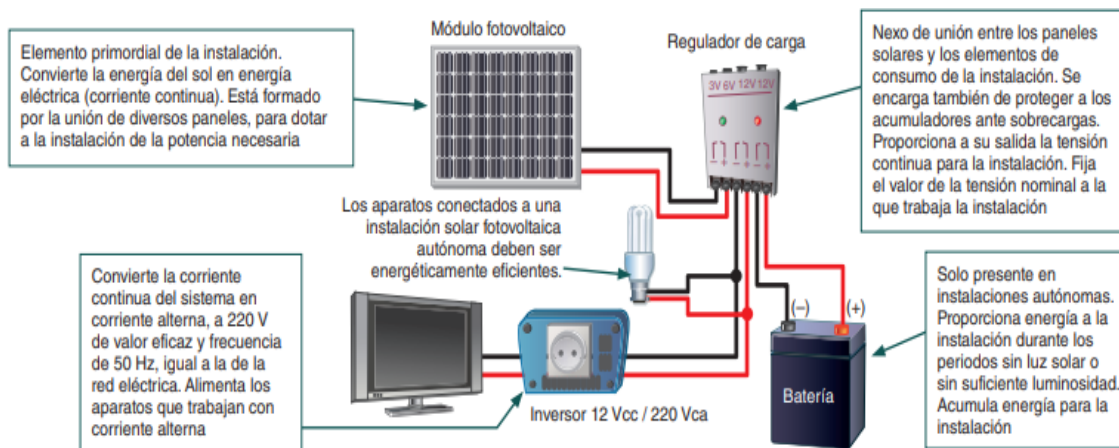 Elemento primordial de la instalación.
Convierte la energía del sol en energía
eléctrica (corriente continua). Está formado
por la unión de diversos paneles, para dotar
a la instalación de la potencia necesaria
Módulo fotovoltaico
Regulador de carga
3V 6V 12V 12V
Nexo de unión entre los paneles
solares y los elementos de
consumo de la instalación. Se
encarga también de proteger a los
acumuladores ante sobrecargas.
Proporciona a su salida la tensión
continua para la instalación. Fija
el valor de la tensión nominal a la
que trabaja la instalación
Los aparatos conectados a una
instalación solar fotovoltaica
autónoma deben ser
energéticamente eficientes.
Convierte la corriente
continua del sistema en
corriente alterna, a 220 V
de valor eficaz y frecuencia
de 50 Hz, igual a la de la
red eléctrica. Alimenta los
aparatos que trabajan con
corriente alterna
Inversor 12 Vcc / 220 Vca
(–) (+)
Batería
Solo presente en
instalaciones autónomas.
Proporciona energía a la
instalación durante los
periodos sin luz solar o
sin suficiente luminosidad.
Acumula energía para la
instalación